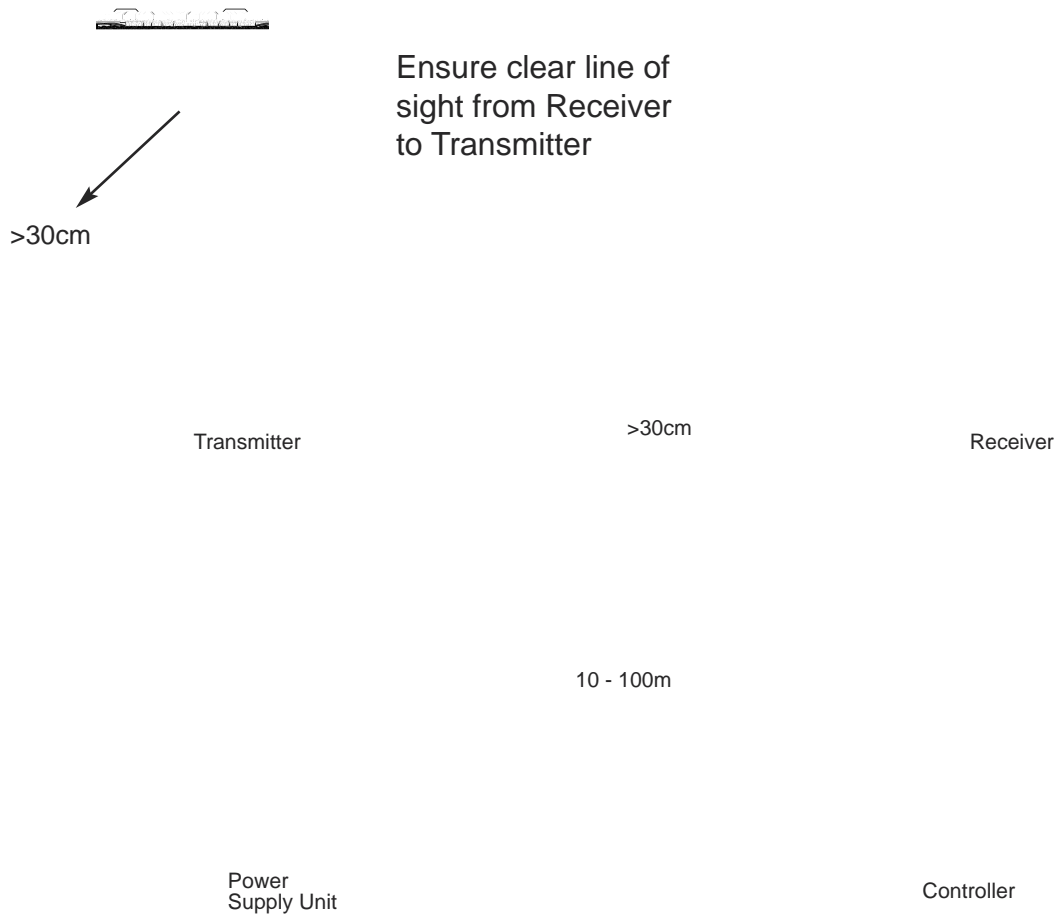 Ensure clear line of
sight from Receiver
to Transmitter
>30cm
Transmitter
>30cm
Receiver
10 - 100m
Power
Supply Unit
Controller